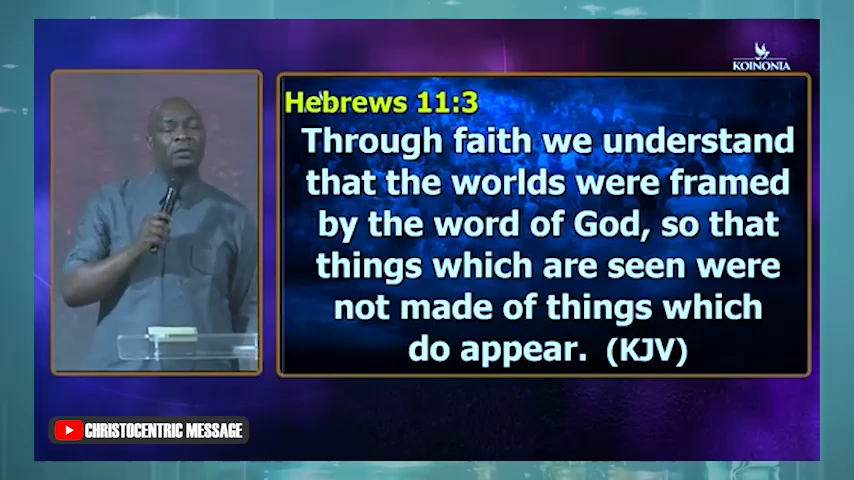 KOINONIA
Hebrews 11:3
Through faith we understand
that the worlds were framed
by the word of God, so that
things which are seen were
not made of things which
do appear. (KJV)
CHRISTOCENTRIC MESSAGE